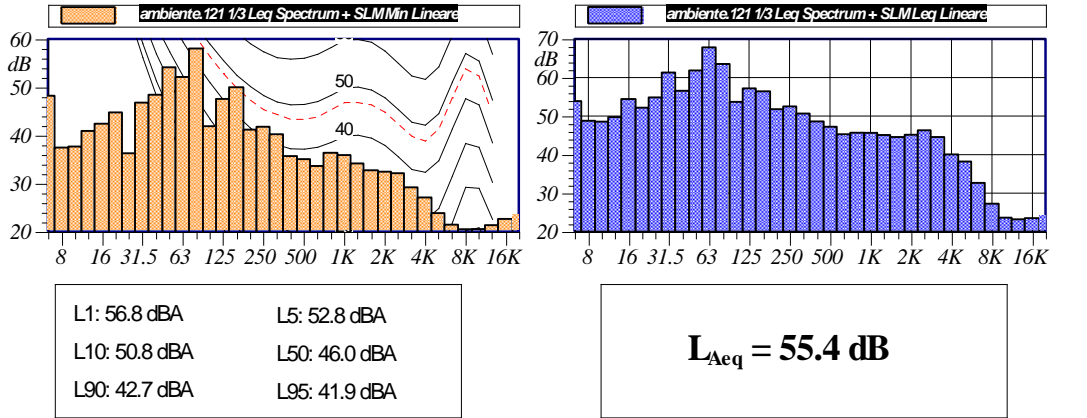 ambiente.121 1/3 Leq Spectrum + SLM Min Lineare
60
dB
50
40
30
20
50
40
8 16 31.5 63 125 250 500 1K 2K 4K 8K 16K
ambiente.121 1/3 Leq Spectrum + SLM Leq Lineare
70
dB
60
50
40
30
20
8 16 31.5 63 125 250 500 1K 2K 4K 8K 16K
L1: 56.8 dBA L5: 52.8 dBA
L10: 50.8 dBA L50: 46.0 dBA
L90: 42.7 dBA L95: 41.9 dBA
LAeq = 55.4 dB